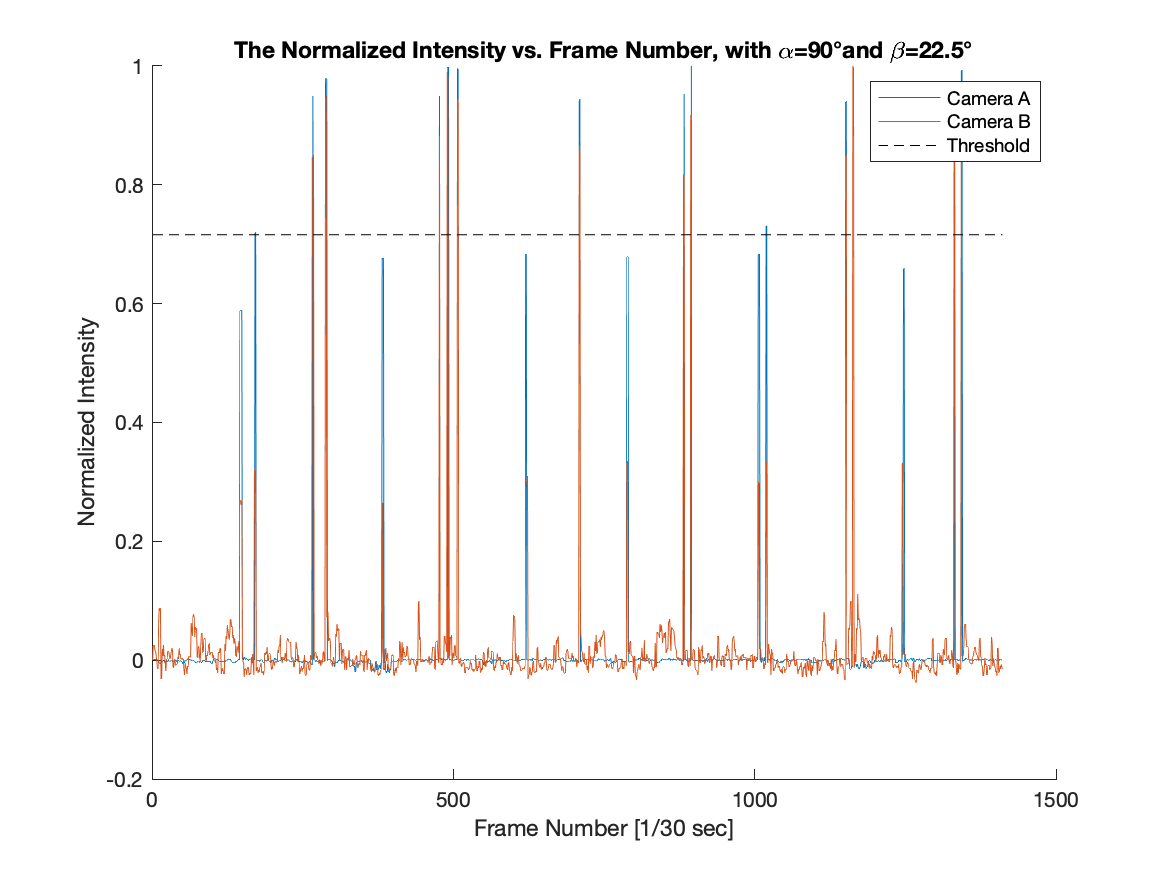 The Normalized Intensity vs. Frame Number, with α=90°and β=22.5°
Camera A
Camera B
Threshold
1
0.8
0.6
0.4
0.2
0
-0.2
Normalized Intensity
0
500
1000
1500
Frame Number [1/30 sec]